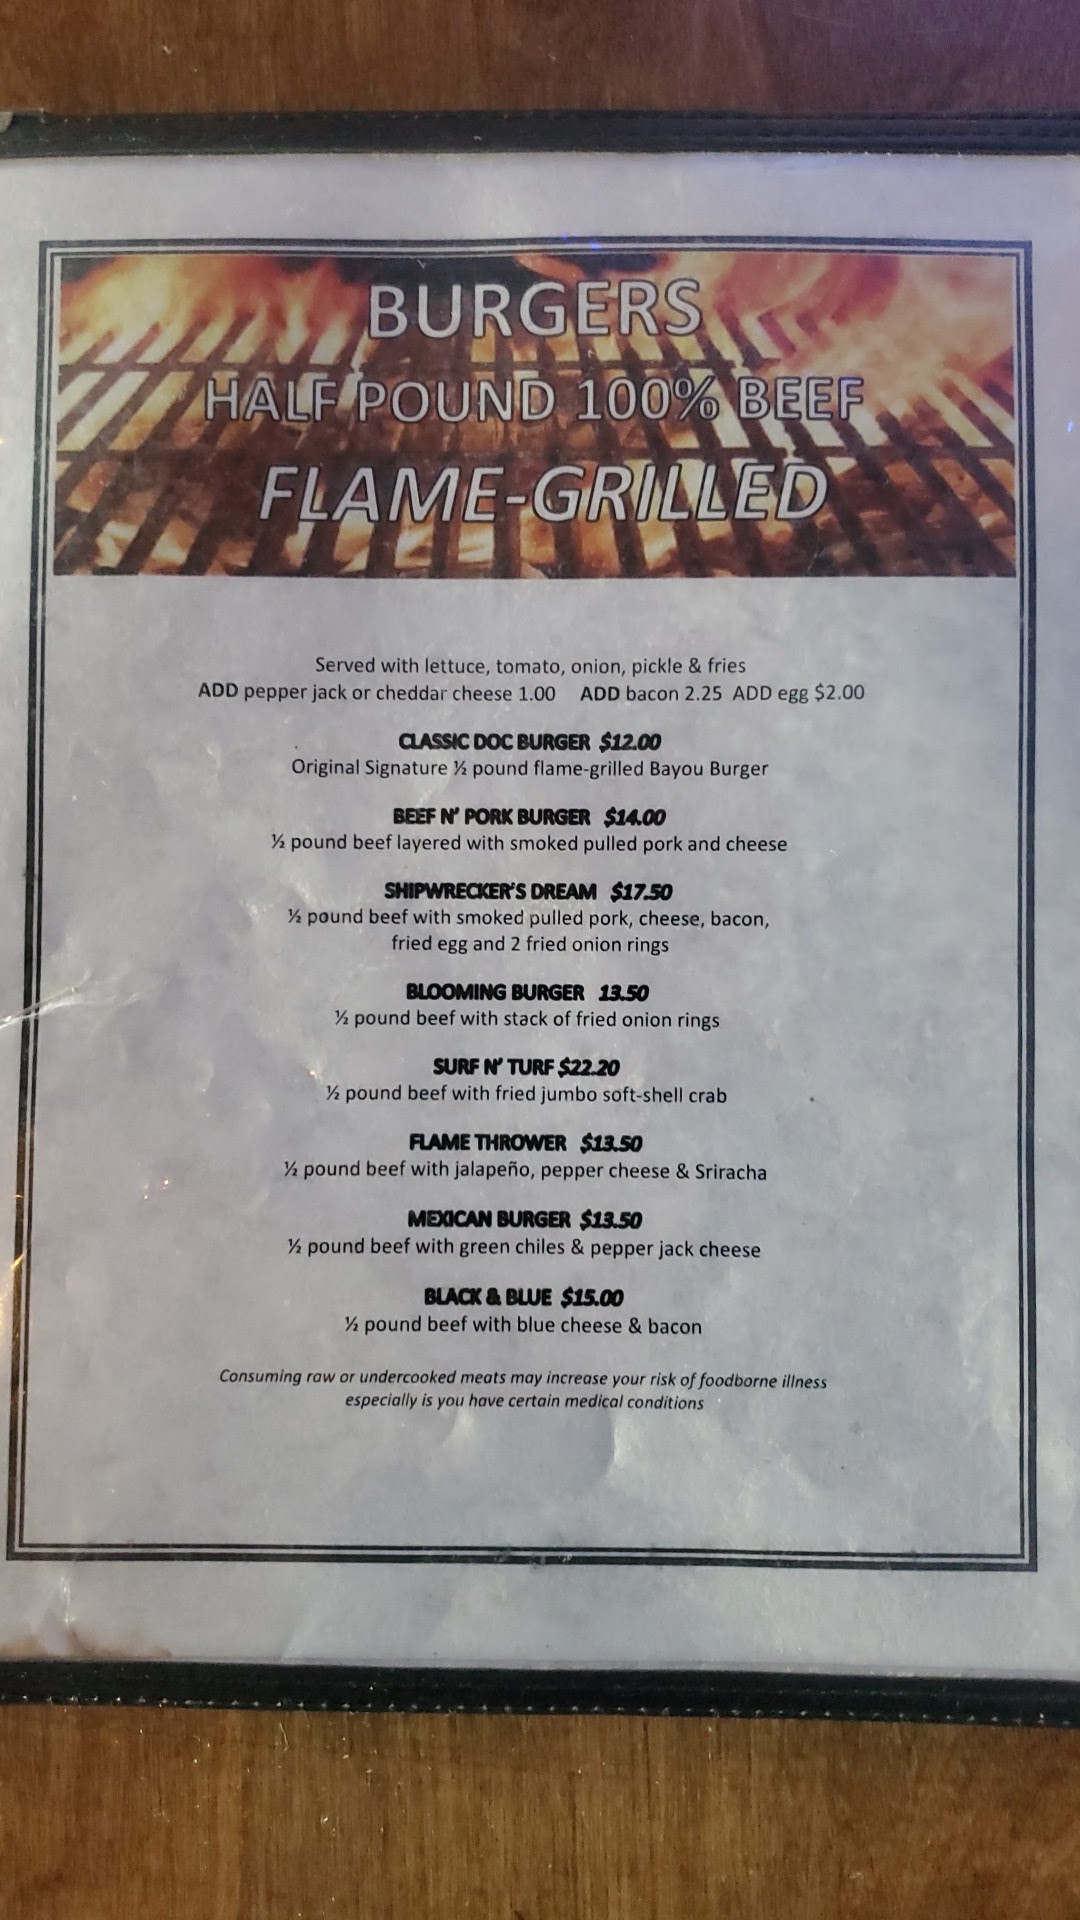 BURGERS
HALF POUND 100% BEEF
FLAME-GRILLED
Served with lettuce, tomato, onion, pickle & fries
ADD pepper jack or cheddar cheese 1.00 ADD bacon 2.25 ADD egg $2.00
CLASSIC DOC BURGER $12.00
Original Signature ½ pound flame-grilled Bayou Burger
BEEF N' PORK BURGER $14.00
½ pound beef layered with smoked pulled pork and cheese
SHIPWRECKER'S DREAM $17.50
½ pound beef with smoked pulled pork, cheese, bacon,
fried egg and 2 fried onion rings
BLOOMING BURGER 13.50
½ pound beef with stack of fried onion rings
SURF N' TURF $22.20
½ pound beef with fried jumbo soft-shell crab
FLAME THROWER $13.50
½ pound beef with jalapeño, pepper cheese & Sriracha
MEXICAN BURGER $13.50
½ pound beef with green chiles & pepper jack cheese
BLACK & BLUE $15.00
½ pound beef with blue cheese & bacon
Consuming raw or undercooked meats may increase your risk of foodborne illness
especially is you have certain medical conditions